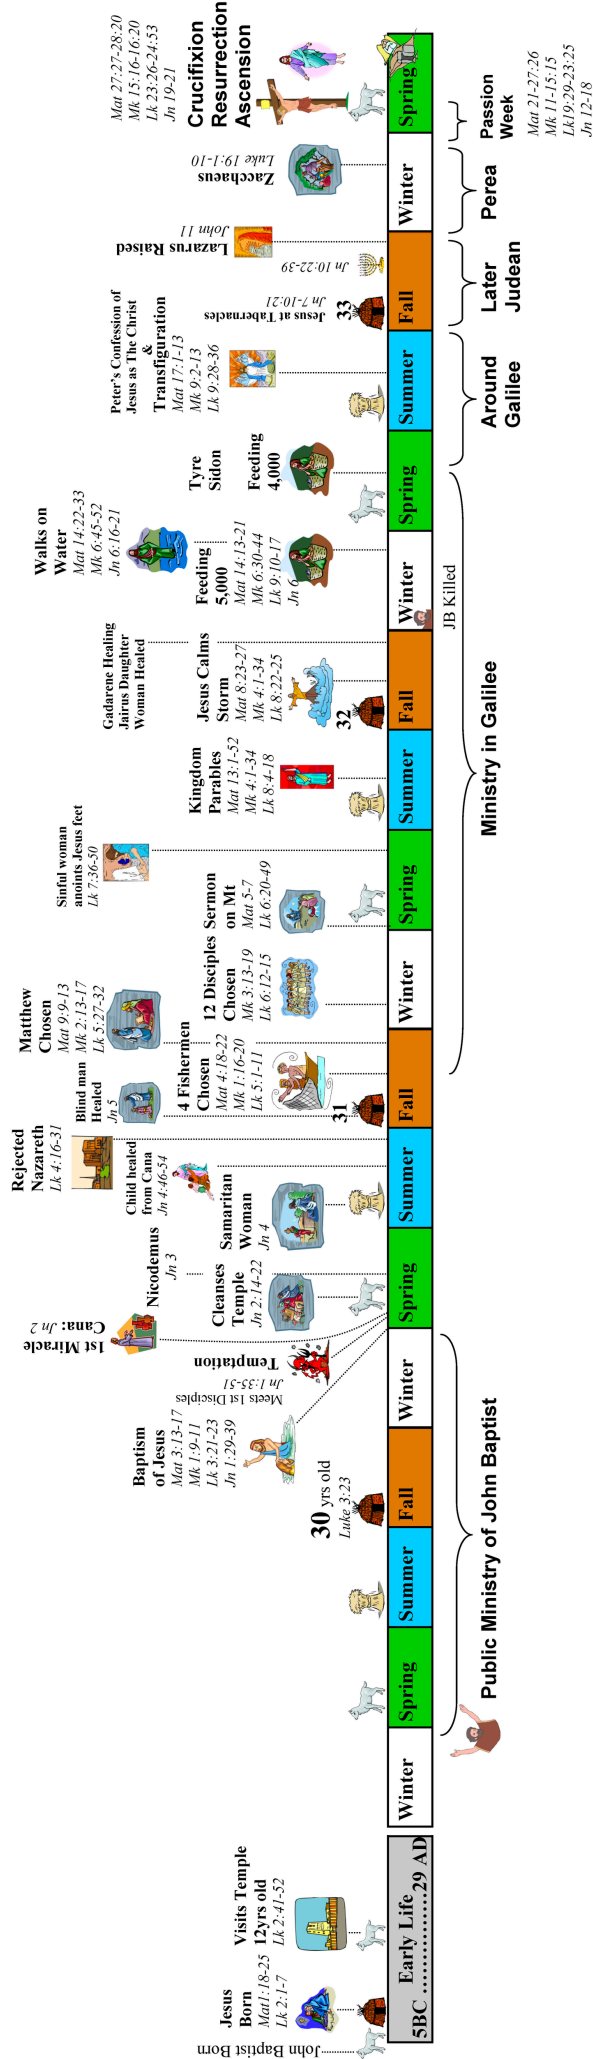 John Baptist Born
Jesus
Born
Mat1:18-25
Lk 2:1-7
Visits Temple
12yrs old
Lk 2:41-52
Early Life
5BC ................29 AD
Winter
Spring
Summer
Fall
Winter
Public Ministry of John Baptist
30 yrs old
Luke 3:23
Baptism
of Jesus
Mat 3:13-17
Mk 1:9-11
Lk 3:21-23
Jn 1:29-39
Meets 1st Disciples
Jn 1:35-51
Temptation
1st Miracle
Cana: Jn 2
Spring
Cleanses
Temple
Jn 2:14-22
Nicodemus
Jn 3
Summer
Samaritan
Woman
Jn 4
Child healed
from Cana
Jn 4:46-54
Rejected
Nazareth
Lk 4:16-31
Fall
31
Blind man
Healed
Jn 5
4 Fishermen
Chosen
Mat 4:18-22
Mk 1:16-20
Lk 5:1-11
Matthew
Chosen
Mat 9:9-13
Mk 2:13-17
Lk 5:27-32
Winter
12 Disciples
Chosen
Mk 3:13-19
Lk 6:12-15
Spring
Sermon
on Mt
Mat 5-7
Lk 6:20-49
Sinful woman
anoints Jesus feet
Lk 7:36-50
Summer
Kingdom
Parables
Mat 13:1-52
Mk 4:1-34
Lk 8:4-18
Fall
32
Jesus Calms
Storm
Mat 8:23-27
Mk 4:1-34
Lk 8:22-25
Gadarene Healing
Jairus Daughter
Woman Healed
Winter
JB Killed
Ministry in Galilee
Feeding
5,000
Mat 14:13-21
Mk 6:30-44
Lk 9:10-17
Jn 6
Walks on
Water
Mat 14:22-33
Mk 6:45-52
Jn 6:16-21
Spring
Tyre
Sidon
Feeding
4,000
Summer
Around
Galilee
Peter's Confession of
Jesus as The Christ
&
Transfiguration
Mat 17:1-13
Mk 9:2-13
Lk 9:28-36
Fall
33
Jesus at Tabernacles
Jn 7-10:21
Jn 10:22-39
Lazarus Raised
John 11
Later
Judean
Winter
Zacchaeus
Luke 19:1-10
Perea
Spring
Passion
Week
Mat 21-27:26
Mk 11-15:15
Lk19:29-23:25
Jn 12-18
Mat 27:27-28:20
Mk 15:16-16:20
Lk 23:26-24:53
Jn 19-21
Crucifixion
Resurrection
Ascension